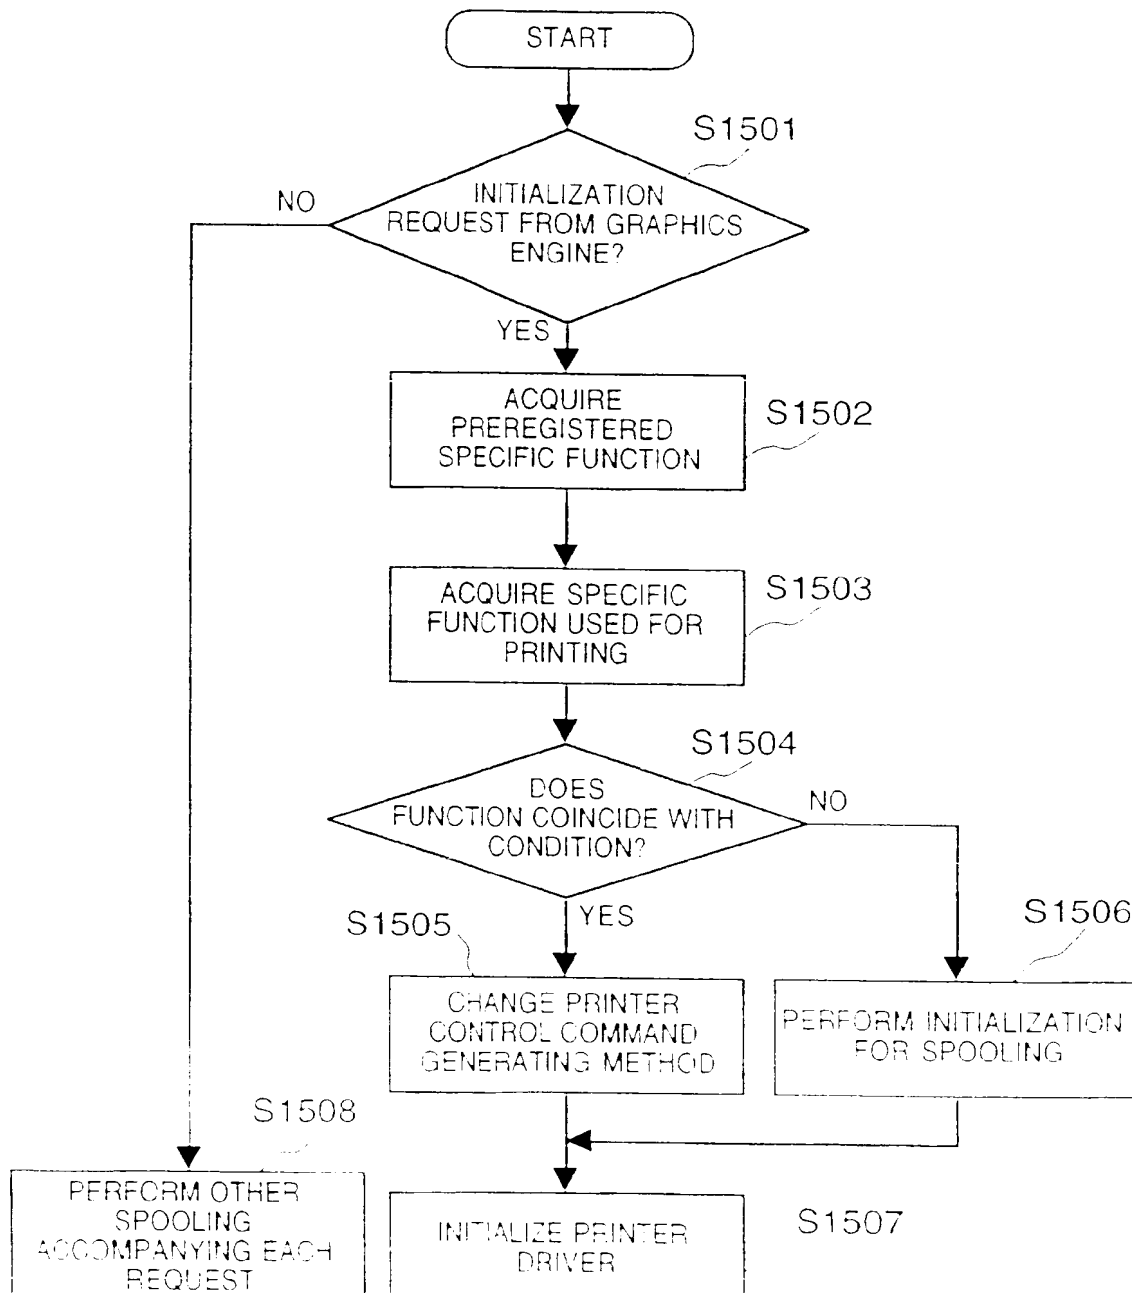 START
S1501
NO
INITIALIZATION
REQUEST FROM GRAPHICS
ENGINE?
YES
ACQUIRE
PREREGISTERED
SPECIFIC FUNCTION
S1502
ACQUIRE SPECIFIC
FUNCTION USED FOR
PRINTING
S1503
S1504
DOES
FUNCTION COINCIDE WITH
CONDITION?
NO
YES
S1505
S1506
CHANGE PRINTER
CONTROL COMMAND
GENERATING METHOD
PERFORM INITIALIZATION
FOR SPOOLING
S1508
PERFORM OTHER
SPOOLING
ACCOMPANYING EACH
REQUEST
INITIALIZE PRINTER
DRIVER
S1507